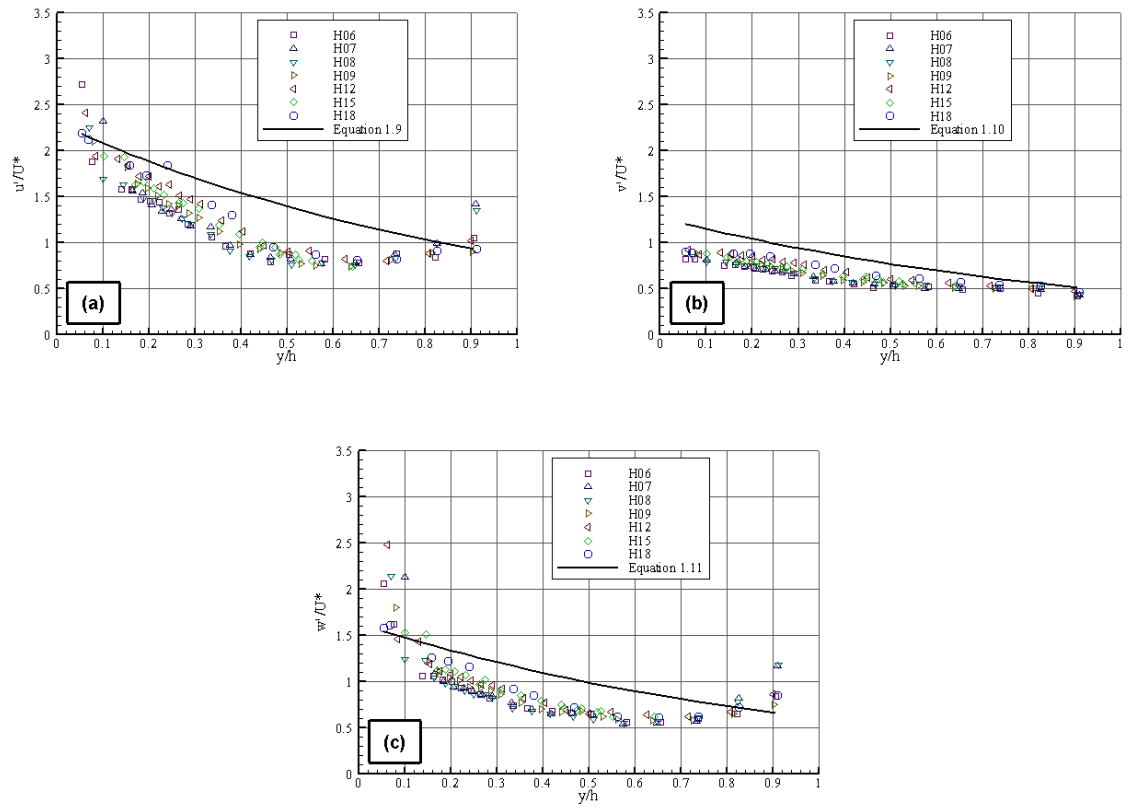 3.5
3
2.5
2
1.5
1
0.5
0
u'/U*
H06
H07
H08
H09
H12
H15
H18
Equation 1.9
(a)
0 0.1 0.2 0.3 0.4 0.5 0.6 0.7 0.8 0.9 1
y/h
3.5
3
2.5
2
1.5
1
0.5
0
v'/U*
H06
H07
H08
H09
H12
H15
H18
Equation 1.10
(b)
0 0.1 0.2 0.3 0.4 0.5 0.6 0.7 0.8 0.9 1
y/h
3.5
3
2.5
2
1.5
1
0.5
0
w'/U*
H06
H07
H08
H09
H12
H15
H18
Equation 1.11
(c)
0 0.1 0.2 0.3 0.4 0.5 0.6 0.7 0.8 0.9 1
y/h